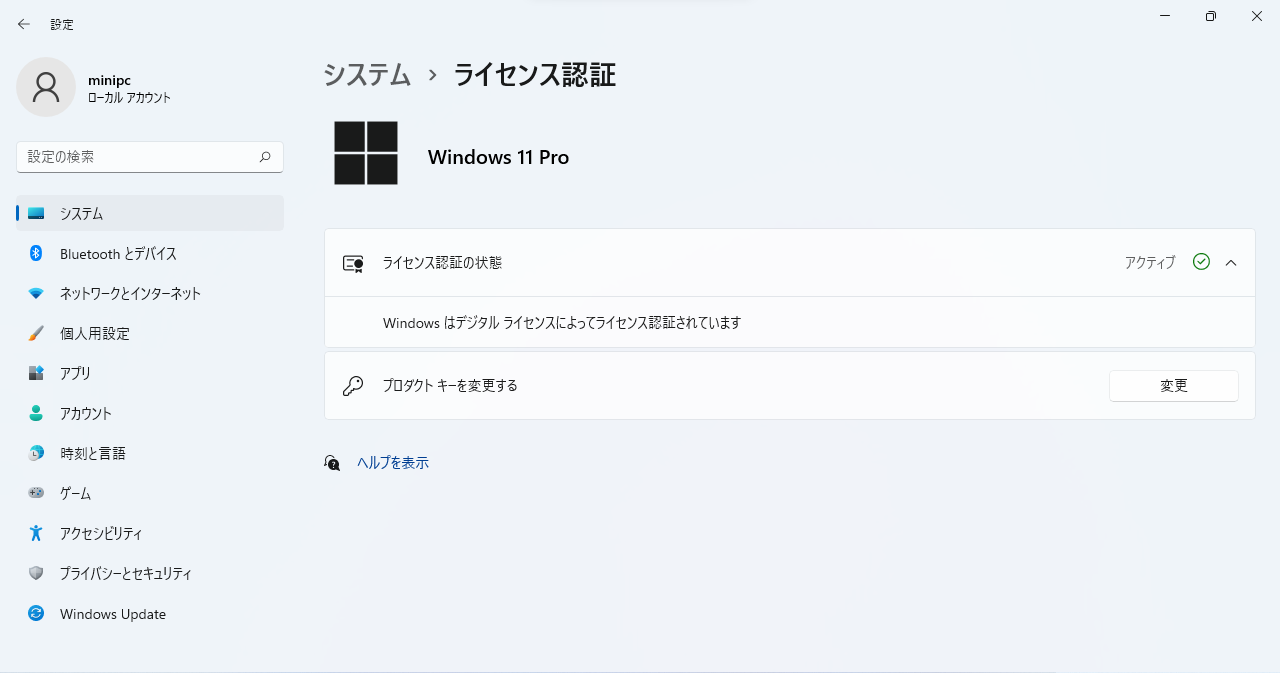 設定
minipc
ローカル アカウント
設定の検索
システム
Bluetooth とデバイス
ネットワークとインターネット
個人用設定
アプリ
アカウント
時刻と言語
ゲーム
アクセシビリティ
プライバシーとセキュリティ
Windows Update
システム › ライセンス認証
Windows 11 Pro
ライセンス認証の状態 アクティブ
Windows はデジタル ライセンスによってライセンス認証されています
プロダクト キーを変更する 変更
ヘルプを表示